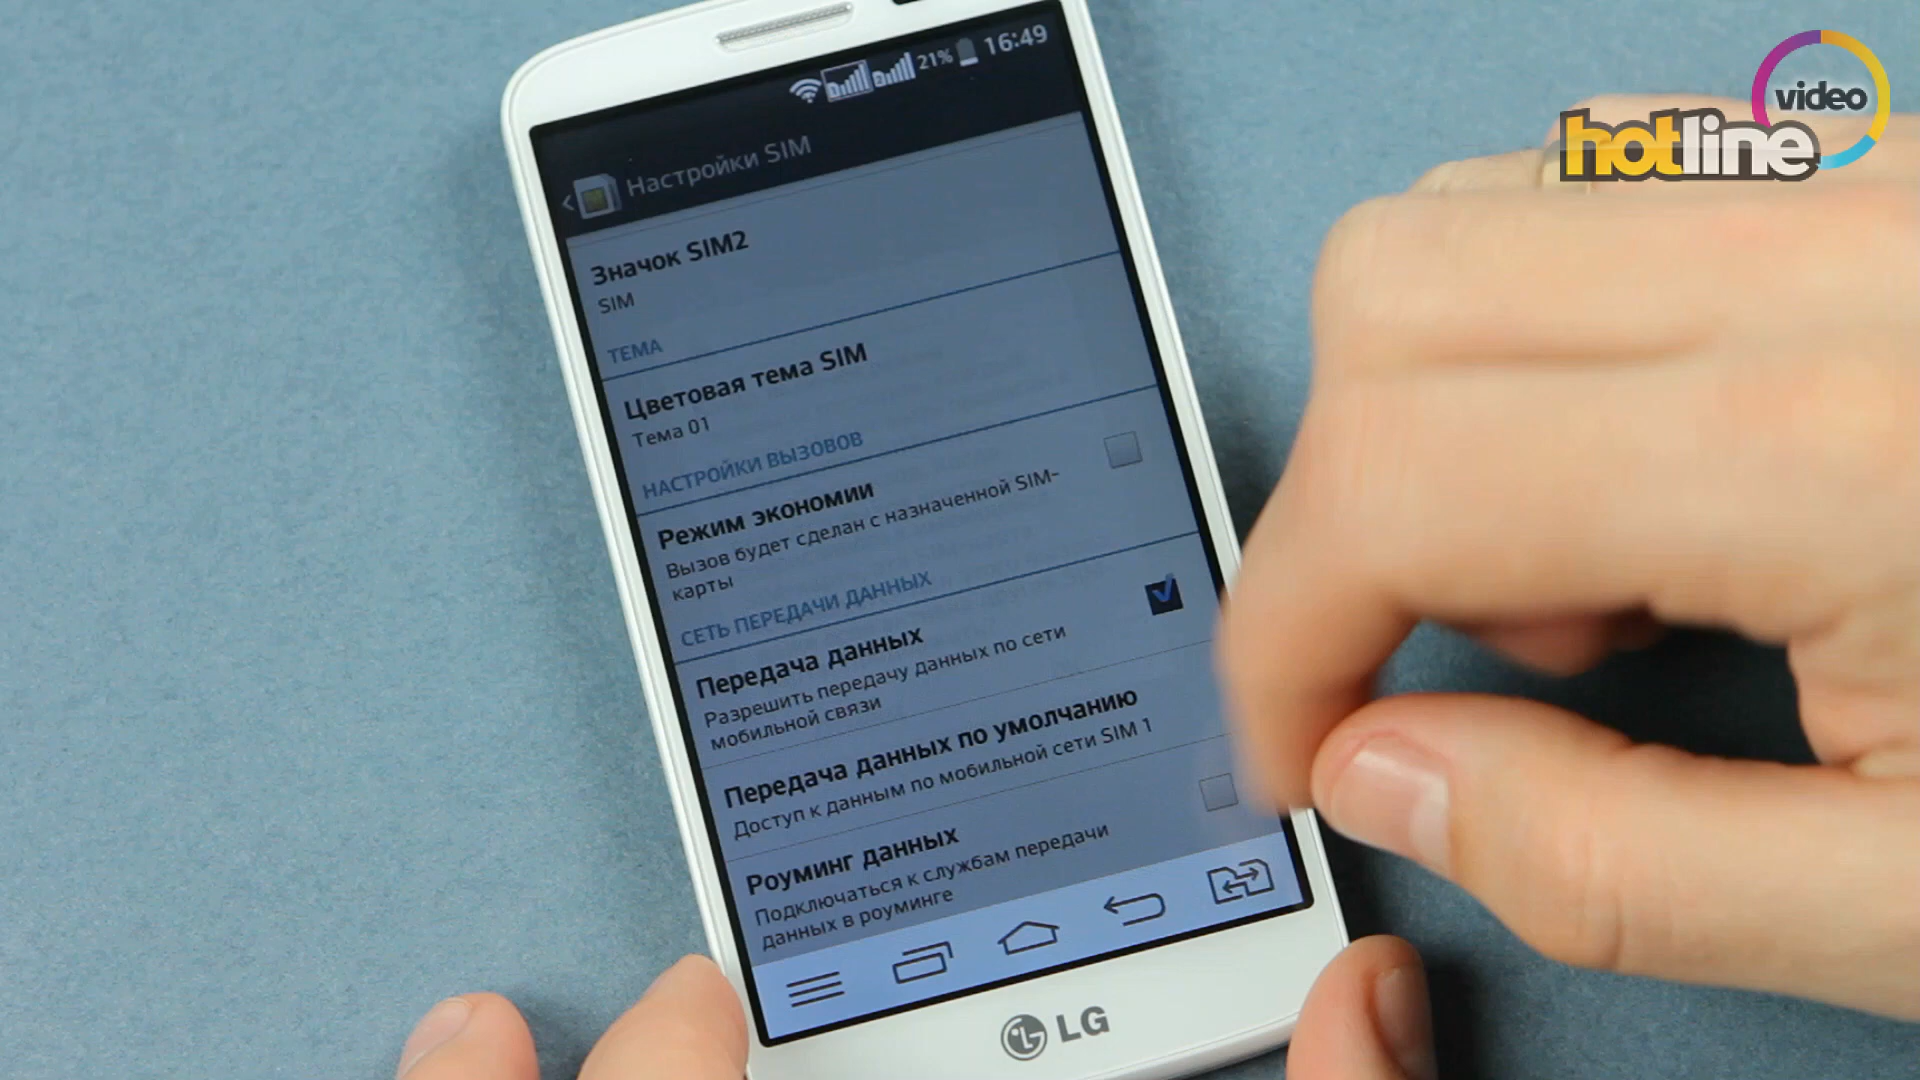 21% 16:49
video
hotline
Настройки SIM
Значок SIM2
SIM
ТЕМА
Цветовая тема SIM
Тема 01
НАСТРОЙКИ ВЫЗОВОВ
Режим экономии
Вызов будет сделан с назначенной SIM-
карты
СЕТЬ ПЕРЕДАЧИ ДАННЫХ
Передача данных
Разрешить передачу данных по сети
мобильной связи
Передача данных по умолчанию
Доступ к данным по мобильной сети SIM 1
Роуминг данных
Подключаться к службам передачи
данных в роуминге
LG